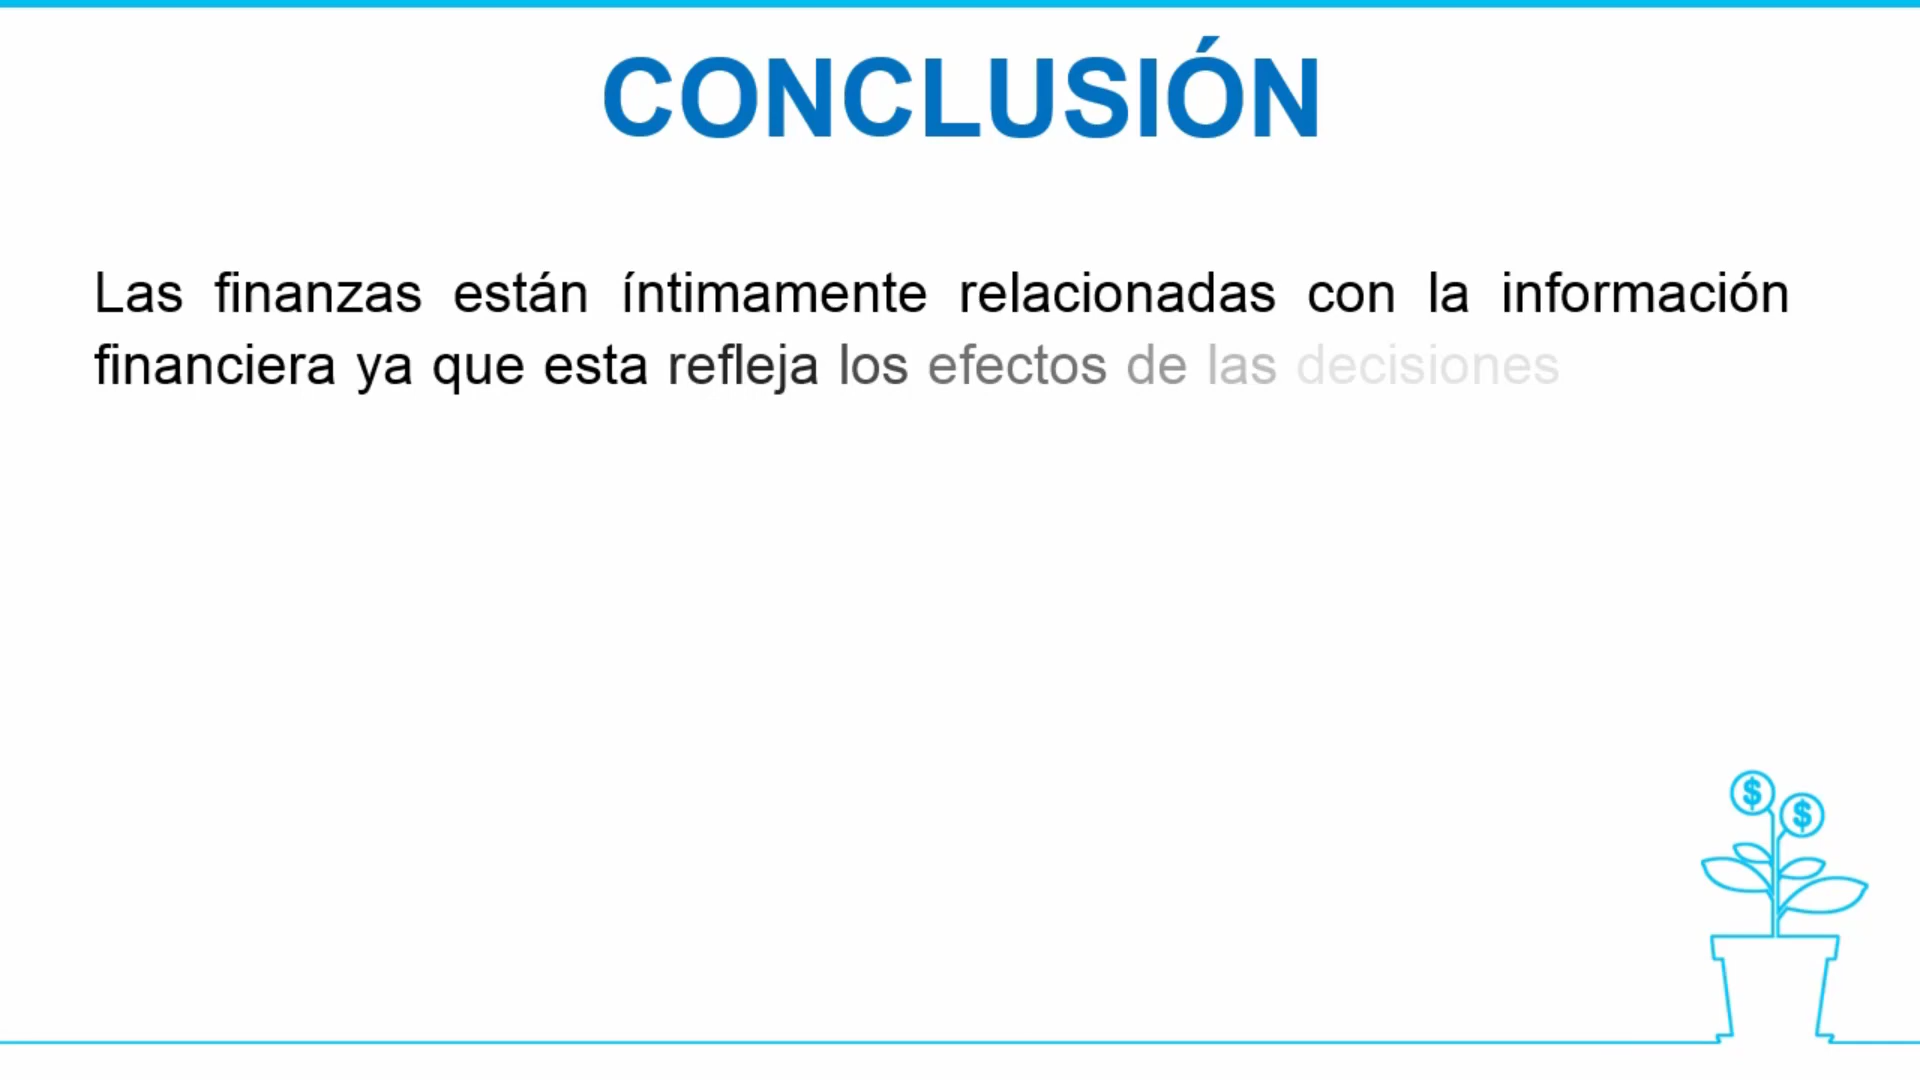 CONCLUSIÓN
Las finanzas están íntimamente relacionadas con la información
financiera ya que esta refleja los efectos de las decisiones
$
$